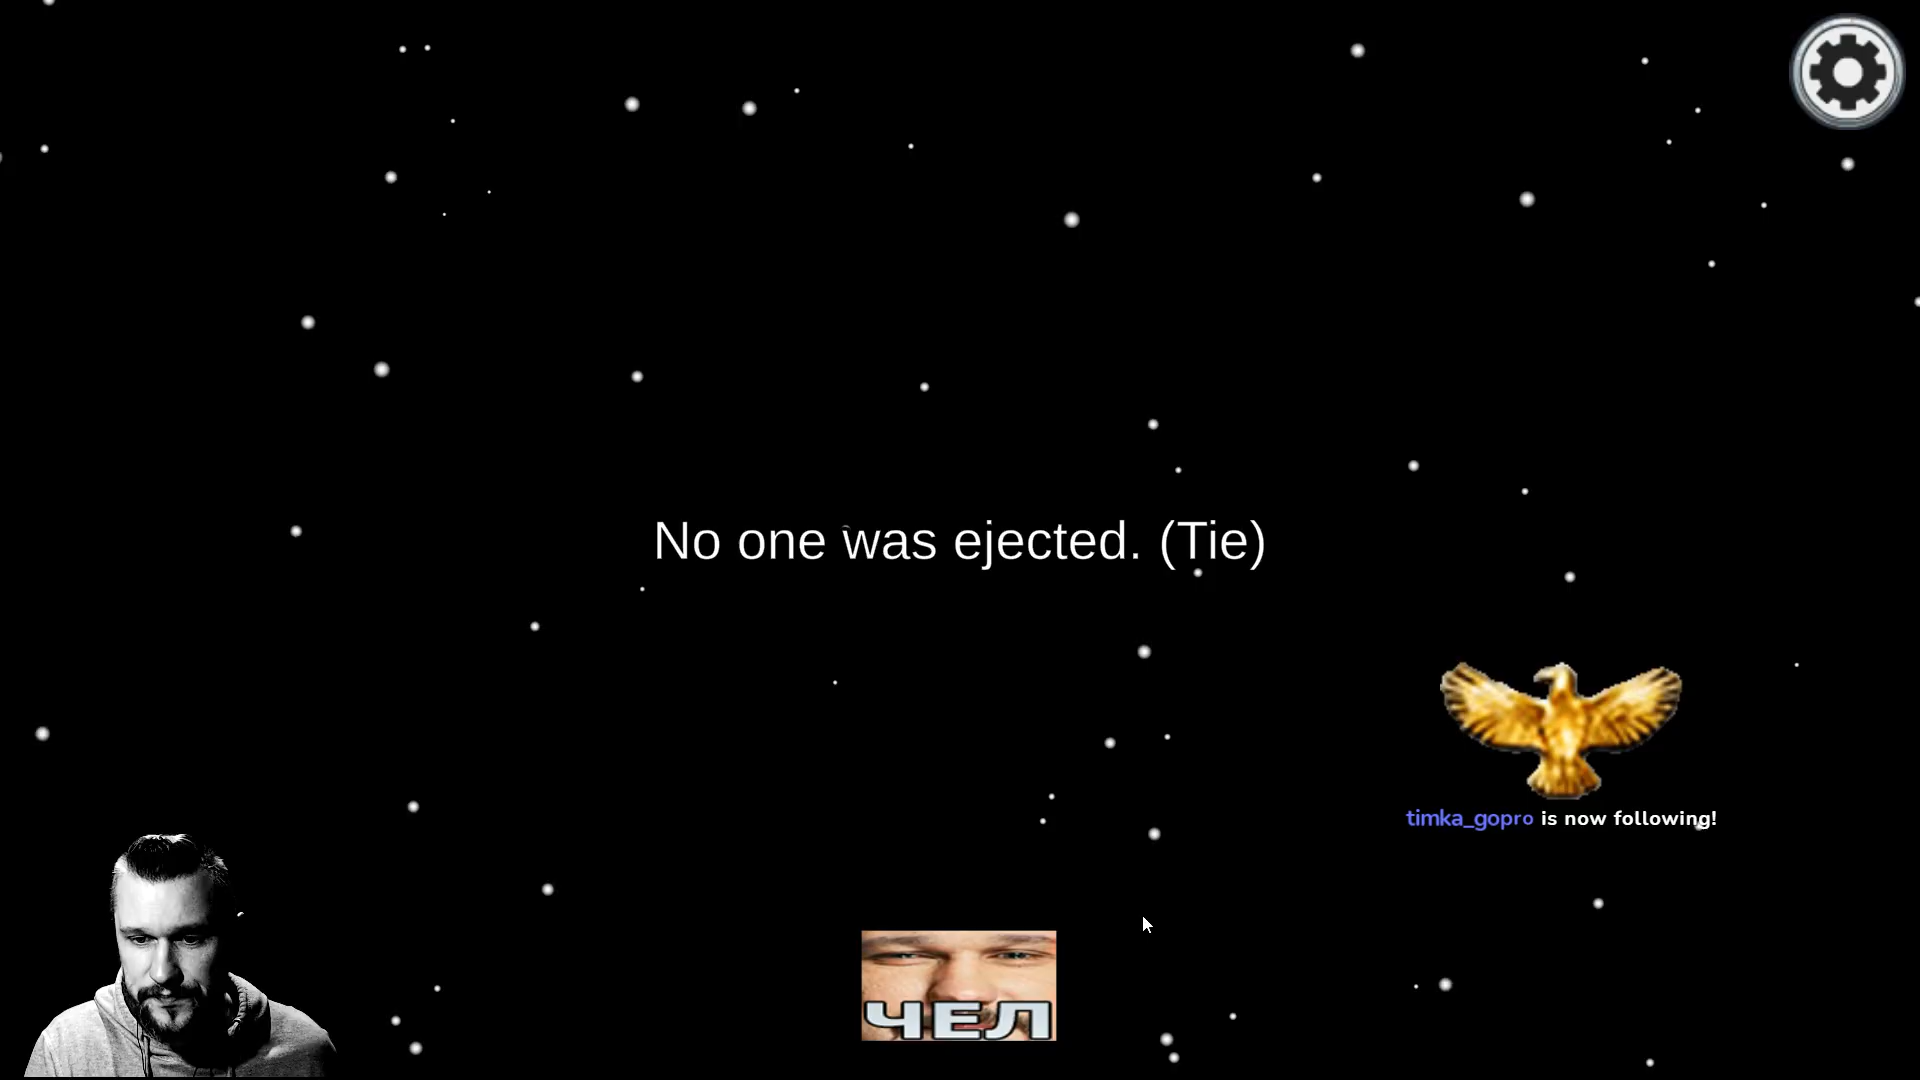 No one was ejected. (Tie)
timka_gopro is now following!
ЧЕЛ